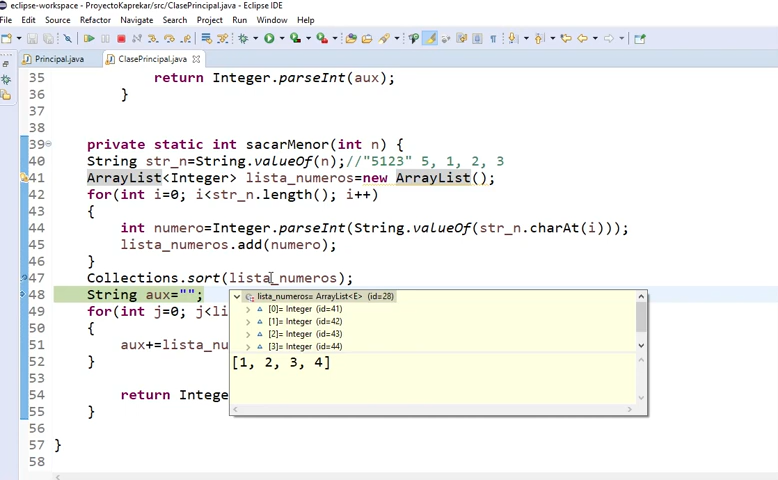 eclipse-workspace - ProyectoKaprekar/src/ClasePrincipal.java - Eclipse IDE
File Edit Source Refactor Navigate Search Project Run Window Help
Principal.java ClasePrincipal.java
35 return Integer.parseInt(aux);
36 }
37
38
39 private static int sacarMenor(int n) {
40 String str_n=String.valueOf(n);//"5123" 5, 1, 2, 3
41 ArrayList<Integer> lista_numeros=new ArrayList();
42 for(int i=0; i<str_n.length(); i++)
43 {
44 int numero=Integer.parseInt(String.valueOf(str_n.charAt(i)));
45 lista_numeros.add(numero);
46 }
47 Collections.sort(lista_numeros);
48 String aux="";
lista_numeros= ArrayList<E> (id=28)
49 for(int j=0; j<li
[0]= Integer (id=41)
50 {
[1]= Integer (id=42)
[2]= Integer (id=43)
51 aux+=lista_nu
[3]= Integer (id=44)
52 }
[1, 2, 3, 4]
53
54 return Intege
55 }
56
57 }
58